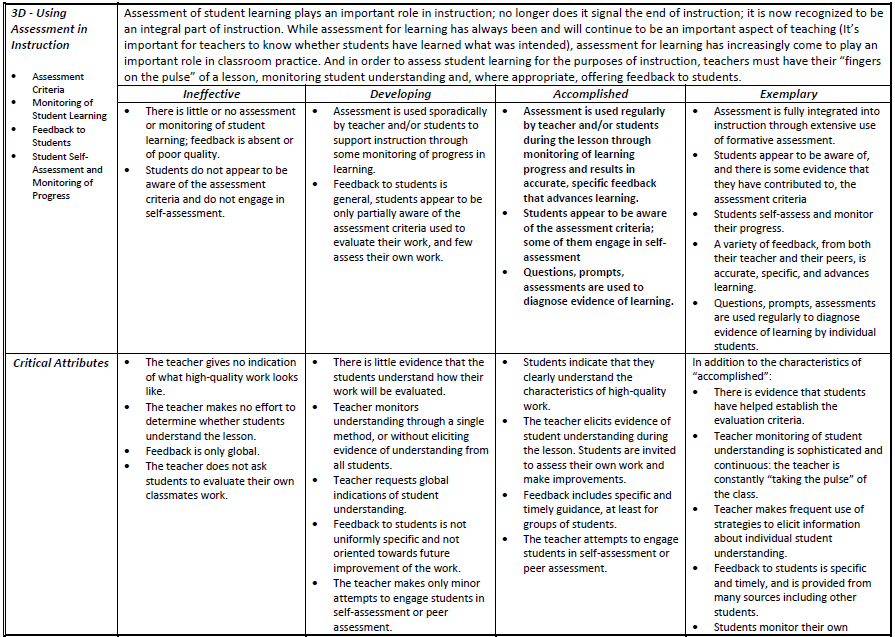 3D - Using
Assessment in
Instruction
• Assessment
Criteria
• Monitoring of
Student Learning
• Feedback to
Students
• Student Self-
Assessment and
Monitoring of
Progress
Assessment of student learning plays an important role in instruction; no longer does it signal the end of instruction; it is now recognized to be
an integral part of instruction. While assessment for learning has always been and will continue to be an important aspect of teaching (it's
important for teachers to know whether students have learned what was intended), assessment for learning has increasingly come to play an
important role in classroom practice. And in order to assess student learning for the purposes of instruction, teachers must have their "fingers
on the pulse" of a lesson, monitoring student understanding and, where appropriate, offering feedback to students.
Ineffective
• There is little or no assessment
or monitoring of student
learning; feedback is absent or
of poor quality.
• Students do not appear to be
aware of the assessment
criteria and do not engage in
self-assessment.
Developing
• Assessment is used sporadically
by teacher and/or students to
support instruction through
some monitoring of progress in
learning.
• Feedback to students is
general, students appear to be
only partially aware of the
assessment criteria used to
evaluate their work, and few
assess their own work.
Accomplished
• Assessment is used regularly
by teacher and/or students
during the lesson through
monitoring of learning
progress and results in
accurate, specific feedback
that advances learning.
• Students appear to be aware
of the assessment criteria;
some of them engage in self-
assessment
• Questions, prompts,
assessments are used to
diagnose evidence of learning.
Exemplary
• Assessment is fully integrated into
instruction through extensive use
of formative assessment.
• Students appear to be aware of,
and there is some evidence that
they have contributed to, the
assessment criteria
• Students self-assess and monitor
their progress.
• A variety of feedback, from both
their teacher and their peers, is
accurate, specific, and advances
learning.
• Questions, prompts, assessments
are used regularly to diagnose
evidence of learning by individual
students.
Critical Attributes
• The teacher gives no indication
of what high-quality work looks
like.
• The teacher makes no effort to
determine whether students
understand the lesson.
• Feedback is only global.
• The teacher does not ask
students to evaluate their own
classmates work.
• There is little evidence that the
students understand how their
work will be evaluated.
• Teacher monitors
understanding through a single
method, or without eliciting
evidence of understanding from
all students.
• Teacher requests global
indications of student
understanding.
• Feedback to students is not
uniformly specific and not
oriented towards future
improvement of the work.
• The teacher makes only minor
attempts to engage students in
self-assessment or peer
assessment.
• Students indicate that they
clearly understand the
characteristics of high-quality
work.
• The teacher elicits evidence of
student understanding during
the lesson. Students are invited
to assess their own work and
make improvements.
• Feedback includes specific and
timely guidance, at least for
groups of students.
• The teacher attempts to engage
students in self-assessment or
peer assessment.
In addition to the characteristics of
"accomplished":
• There is evidence that students
have helped establish the
evaluation criteria.
• Teacher monitoring of student
understanding is sophisticated and
continuous: the teacher is
constantly "taking the pulse" of
the class.
• Teacher makes frequent use of
strategies to elicit information
about individual student
understanding.
• Feedback to students is specific
and timely, and is provided from
many sources including other
students.
• Students monitor their own